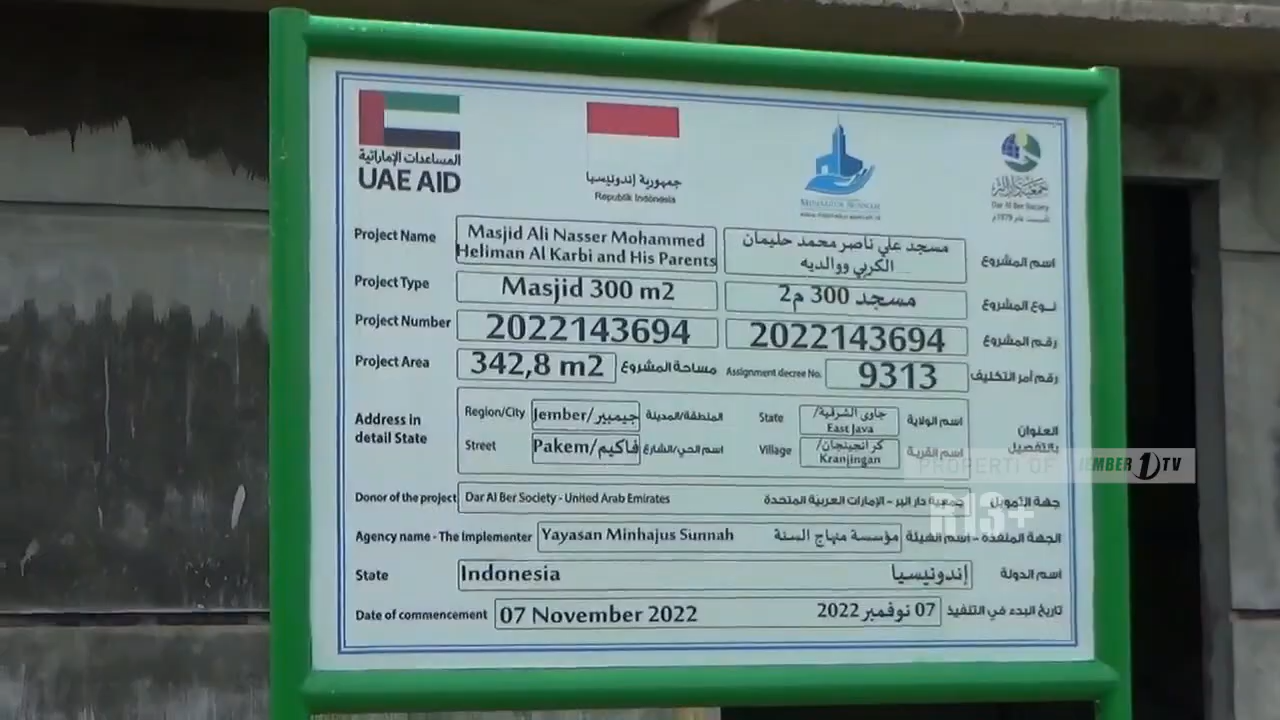 المساعدات الإماراتية
UAE AID
جمهورية إندونيسيا
Republik Indonesia
Dar Al Ber Society
Project Name
Masjid Ali Nasser Mohammed
Heliman Al Karbi and His Parents
مسجد علي ناصر محمد حليمان
الكربي ووالديه
اسم المشروع
Project Type
Masjid 300 m2
مسجد 300 م2
نوع المشروع
Project Number
2022143694
2022143694
رقم المشروع
Project Area
342,8 m2
مساحة المشروع
Assignment decree No.
9313
رقم أمر التكليف
Address in
detail State
Region/City
Jember/جيمبير
المنطقة/المدينة
State
جاوى الشرقية/
East Java
اسم الولاية
العنوان
بالتفصيل
Street
Pakem/فاكيم
اسم الحي/الشارع
Village
كرانجينجان/
Kranjingan
اسم القرية
PROPERTI OF JEMBER 1 TV
Donor of the project
Dar Al Ber Society - United Arab Emirates
جمعية دار البر - الإمارات العربية المتحدة
جهة التمويل
R13+
Agency name - The Implementer
Yayasan Minhajus Sunnah
مؤسسة منهاج السنة
الجهة المنفذة - اسم الهيئة
State
Indonesia
إندونيسيا
اسم الدولة
Date of commencement
07 November 2022
07 نوفمبر 2022
تاريخ البدء في التنفيذ